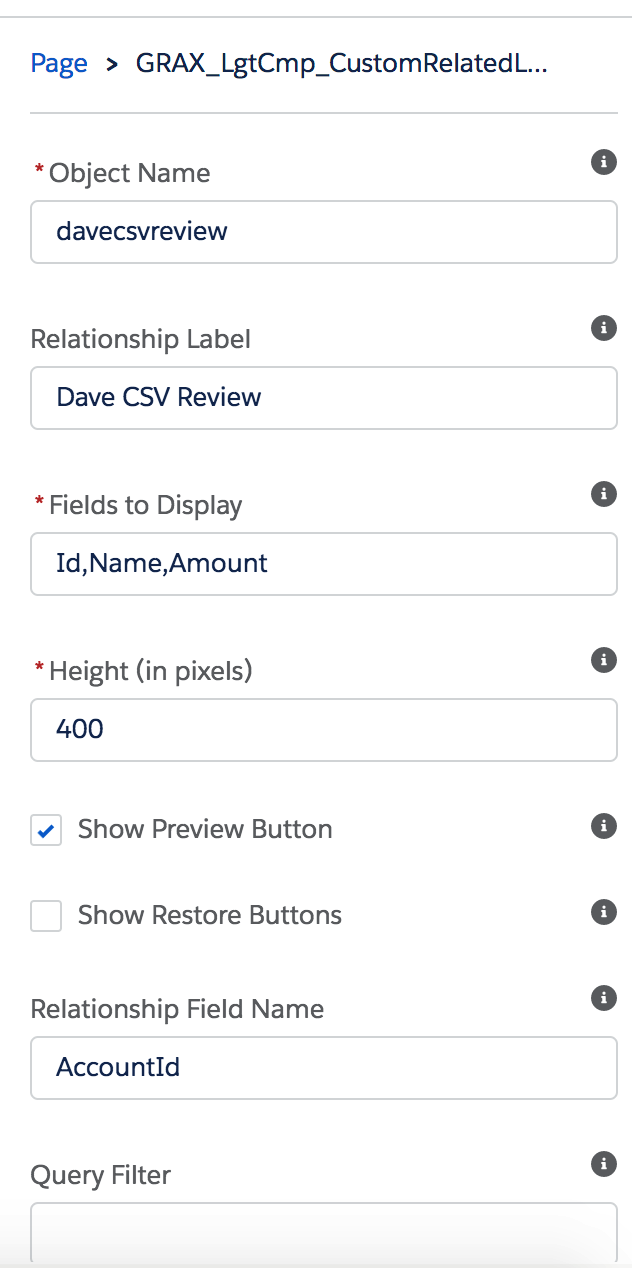 Page > GRAX_LgtCmp_CustomRelatedL...
*Object Name
davecsvreview
Relationship Label
Dave CSV Review
*Fields to Display
Id,Name,Amount
*Height (in pixels)
400
Show Preview Button
Show Restore Buttons
Relationship Field Name
AccountId
Query Filter